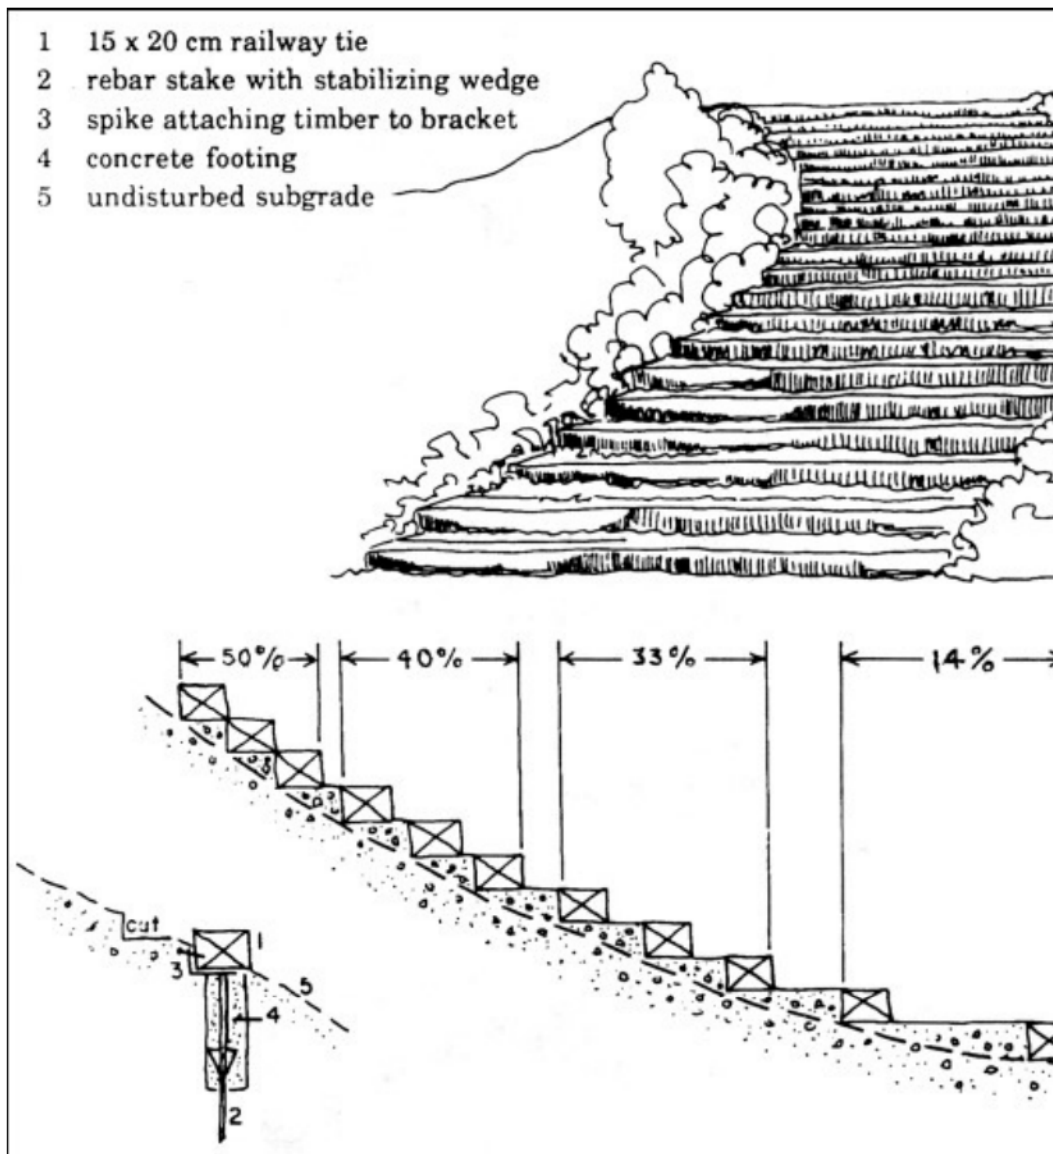 1 15 x 20 cm railway tie
2 rebar stake with stabilizing wedge
3 spike attaching timber to bracket
4 concrete footing
5 undisturbed subgrade
50% 40% 33% 14%
cut
1
3
5
4
2